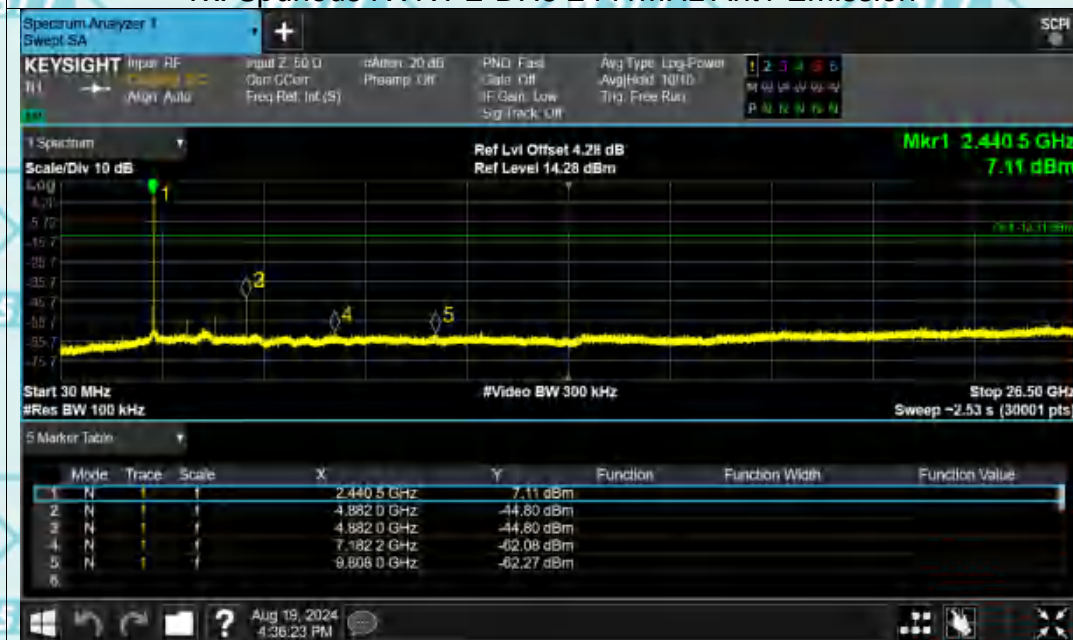 Spectrum Analyzer 1
Swept SA
+
SCPI
KEYSIGHT Input: RF
Align: Auto
Input Z: 50 Ω
Corr CCorr
Freq Ref: Int (S)
#Atten: 20 dB
Preamp: Off
PNO: Fast
Gate: Off
IF Gain: Low
Sig Track: Off
Avg Type: Log-Power
Avg|Hold: 10/10
Trig: Free Run
1 2 3 4 5 6
1 Spectrum
Scale/Div 10 dB
Ref Lvl Offset 4.28 dB
Ref Level 14.28 dBm
Mkr1 2.440 5 GHz
7.11 dBm
Log
1
4
5
Start 30 MHz
#Res BW 100 kHz
#Video BW 300 kHz
Stop 26.50 GHz
Sweep ~2.53 s (30001 pts)
5 Marker Table
Mode Trace Scale X Y Function Function Width Function Value
1 N 1 f 2.440 5 GHz 7.11 dBm
2 N 1 f 4.882 0 GHz -44.80 dBm
3 N 1 f 4.882 0 GHz -44.80 dBm
4 N 1 f 7.182 2 GHz -62.08 dBm
5 N 1 f 9.808 0 GHz -62.27 dBm
6
?
Aug 19, 2024
4:36:23 PM